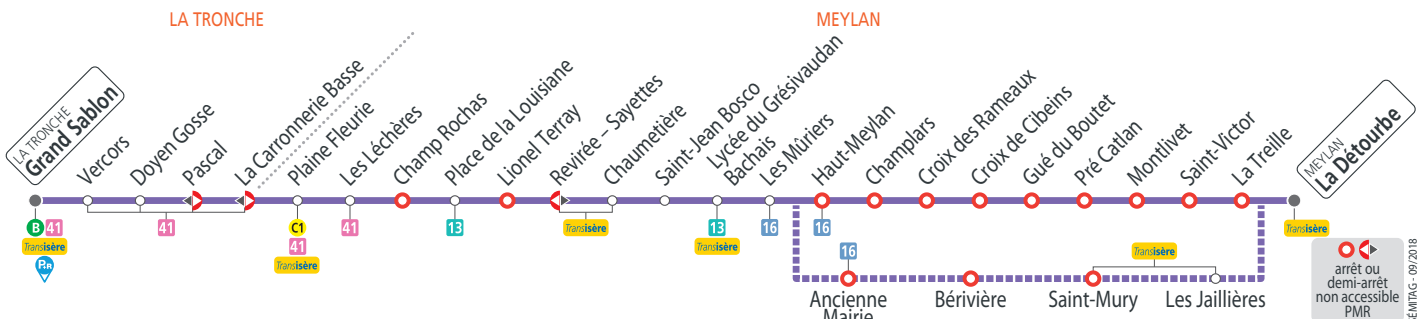 LA TRONCHE
MEYLAN
LA TRONCHE
Grand Sablon
Vercors
Doyen Gosse
Pascal
La Carronnerie Basse
Plaine Fleurie
Les Léchères
Champ Rochas
Place de la Louisiane
Lionel Terray
Revirée – Sayettes
Chaumetière
Saint-Jean Bosco
Lycée du Grésivaudan
Bachais
Les Mûriers
Haut-Meylan
Champlars
Croix des Rameaux
Croix de Cibeins
Gué du Boutet
Pré Catlan
Montlivet
Saint-Victor
La Treille
MEYLAN
La Détourbe
B 41
Transisère
P+R
41
C1
41
Transisère
41
13
Transisère
13
Transisère
16
16
Transisère
16
Transisère
Ancienne
Mairie
Bérivière
Saint-Mury
Les Jaillières
arrêt ou
demi-arrêt
non accessible
PMR
ÉMITAG - 09/2018